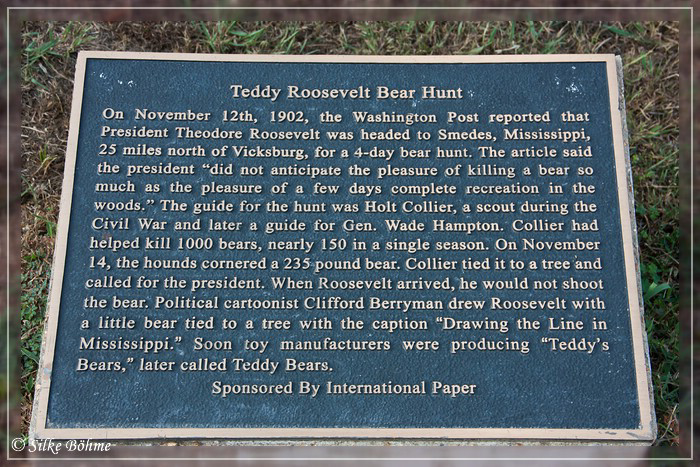 Teddy Roosevelt Bear Hunt
On November 12th, 1902, the Washington Post reported that
President Theodore Roosevelt was headed to Smedes, Mississippi,
25 miles north of Vicksburg, for a 4-day bear hunt. The article said
the president “did not anticipate the pleasure of killing a bear so
much as the pleasure of a few days complete recreation in the
woods.” The guide for the hunt was Holt Collier, a scout during the
Civil War and later a guide for Gen. Wade Hampton. Collier had
helped kill 1000 bears, nearly 150 in a single season. On November
14, the hounds cornered a 235 pound bear. Collier tied it to a tree and
called for the president. When Roosevelt arrived, he would not shoot
the bear. Political cartoonist Clifford Berryman drew Roosevelt with
a little bear tied to a tree with the caption “Drawing the Line in
Mississippi.” Soon toy manufacturers were producing “Teddy’s
Bears,” later called Teddy Bears.
Sponsored By International Paper
© Silke Böhme